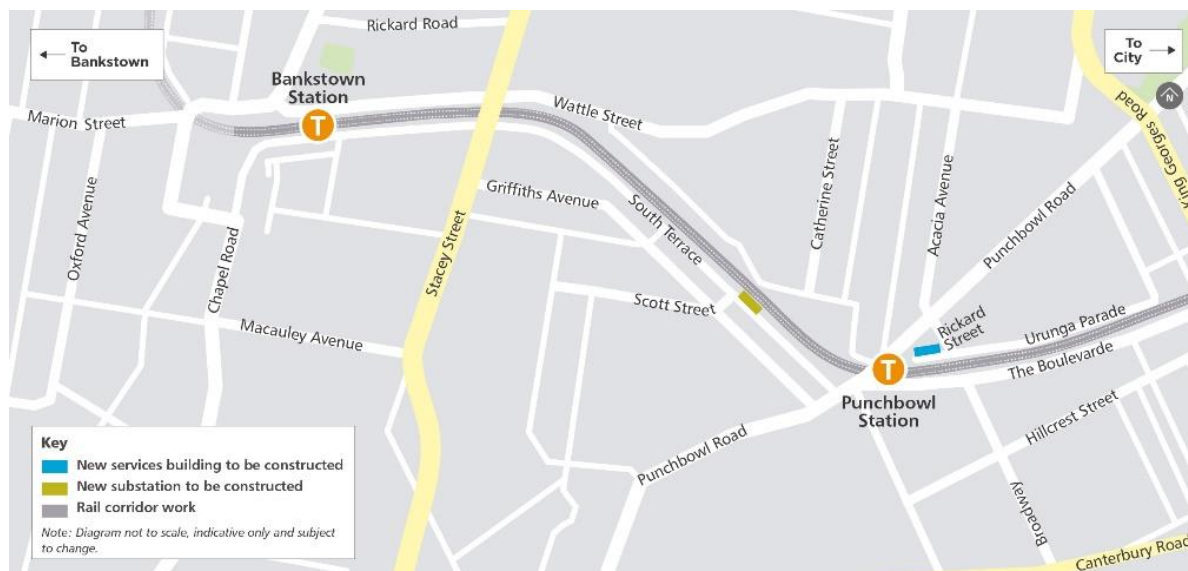 Rickard Road
To
Bankstown
To
City
N
Bankstown
Station
T
Wattle Street
Marion Street
King Georges Road
Griffiths Avenue
South Terrace
Catherine Street
Acacia Avenue
Punchbowl Road
Oxford Avenue
Chapel Road
Stacey Street
Scott Street
Macauley Avenue
Rickard
Street
Urunga Parade
The Boulevarde
T
Punchbowl
Station
Hillcrest Street
Punchbowl Road
Broadway
Canterbury Road
Key
New services building to be constructed
New substation to be constructed
Rail corridor work
Note: Diagram not to scale, indicative only and subject
to change.